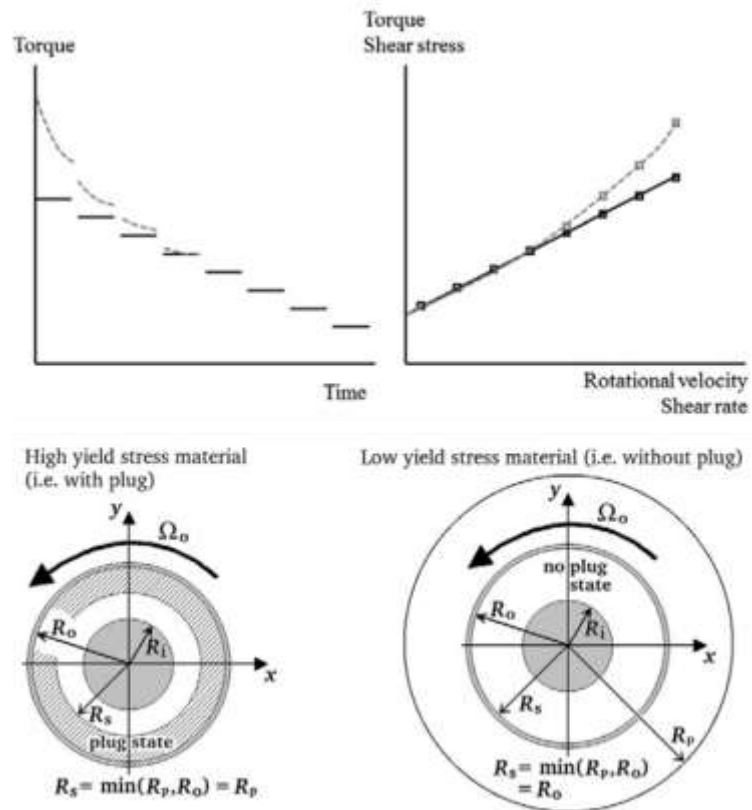 Torque
Time
Torque
Shear stress
Rotational velocity
Shear rate
High yield stress material
(i.e. with plug)
y
Ωo
Ro
Ri
x
Rs
plug state
Rs = min(Rp,Ro) = Rp
Low yield stress material (i.e. without plug)
y
Ωo
no plug
state
Ro
Ri
x
Rs
Rp
Rs = min(Rp,Ro)
= Ro